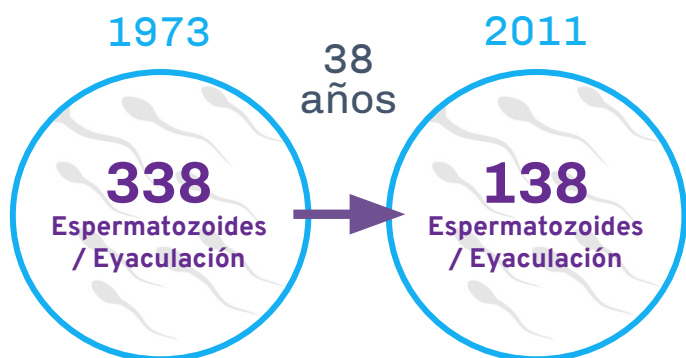 1973
38
años
2011
338
Espermatozoides
/ Eyaculación
138
Espermatozoides
/ Eyaculación